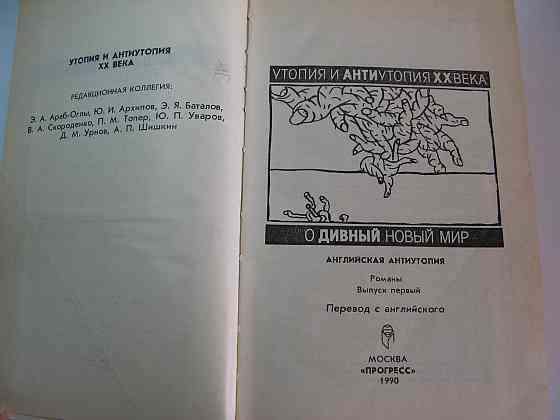 УТОПИЯ И АНТИУТОПИЯ
XX ВЕКА
РЕДАКЦИОННАЯ КОЛЛЕГИЯ:
Э. А. Араб-Оглы, Ю. И. Архипов, Э. Я. Баталов,
В. А. Скороденко, П. М. Топер, Ю. П. Уваров,
Д. М. Урнов, А. П. Шишкин
УТОПИЯ И АНТИУТОПИЯ XX ВЕКА
О ДИВНЫЙ НОВЫЙ МИР
АНГЛИЙСКАЯ АНТИУТОПИЯ
Романы
Выпуск первый
Перевод с английского
МОСКВА
«ПРОГРЕСС»
1990